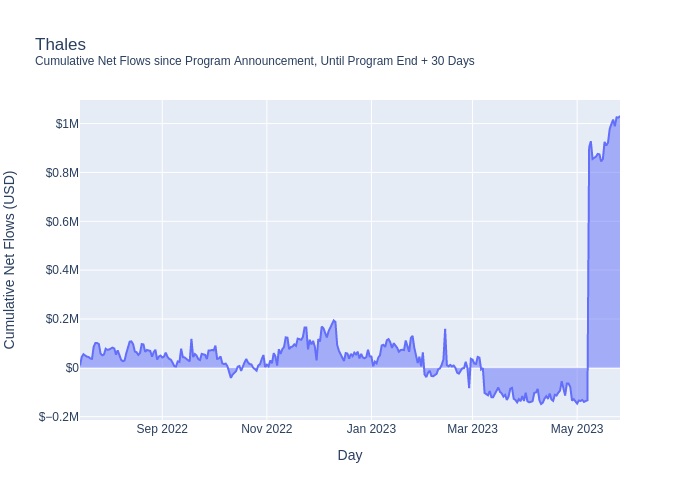 Thales
Cumulative Net Flows since Program Announcement, Until Program End + 30 Days
Cumulative Net Flows (USD)
$1M
$0.8M
$0.6M
$0.4M
$0.2M
$0
$−0.2M
Sep 2022
Nov 2022
Jan 2023
Mar 2023
May 2023
Day